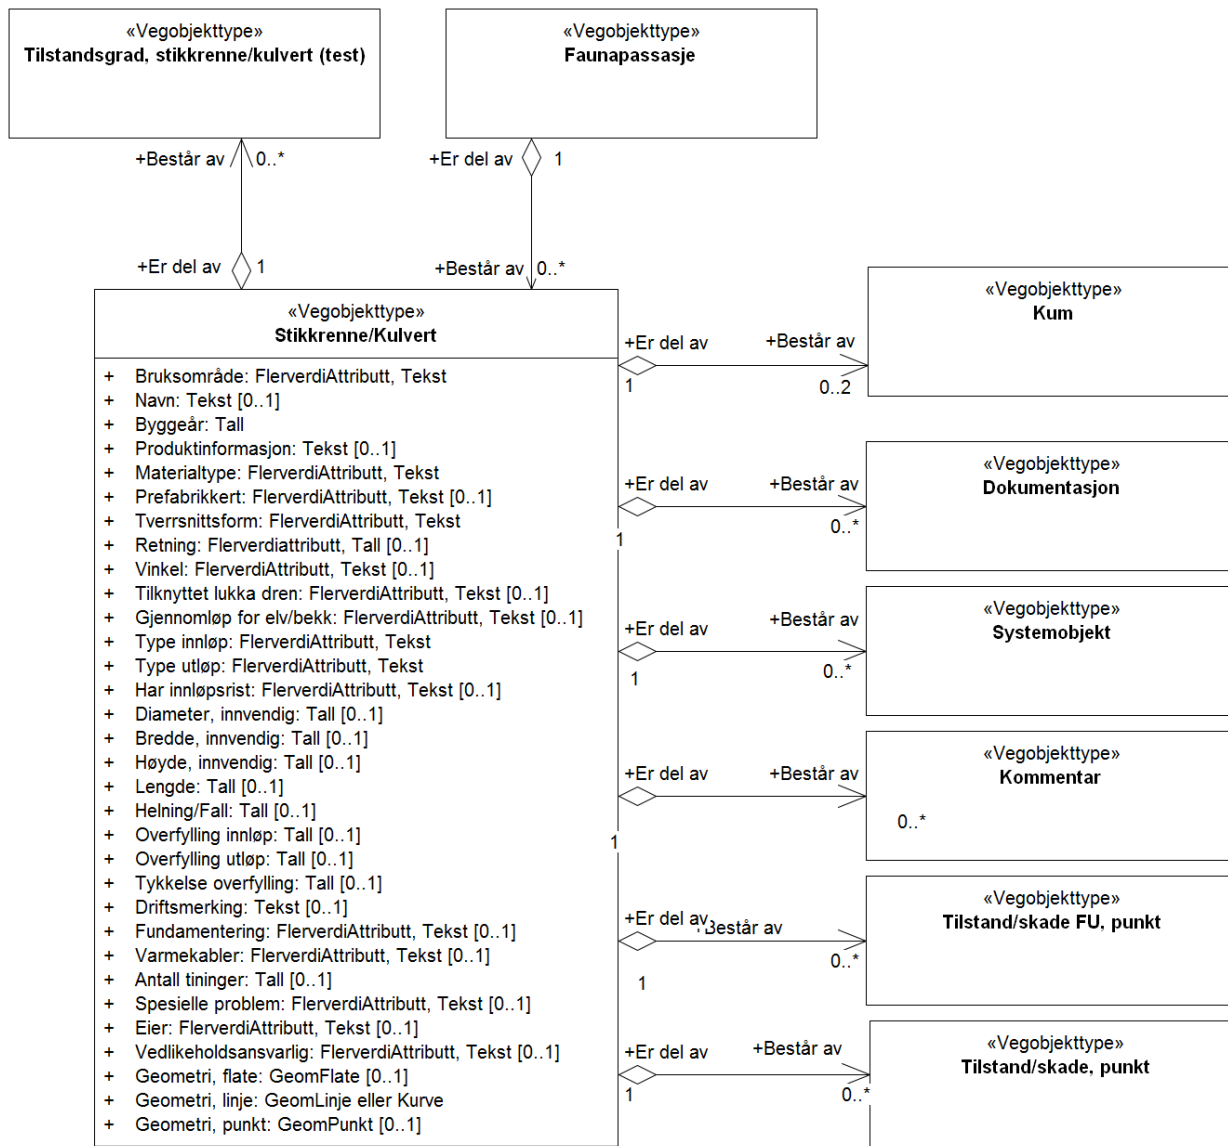 «Vegobjekttype»
Tilstandsgrad, stikkrenne/kulvert (test)
«Vegobjekttype»
Faunapassasje
+Består av
0..*
+Er del av
1
+Er del av
1
+Består av
0..*
«Vegobjekttype»
Stikkrenne/Kulvert
+ Bruksområde: FlerverdiAttributt, Tekst
+ Navn: Tekst [0..1]
+ Byggeår: Tall
+ Produktinformasjon: Tekst [0..1]
+ Materialtype: FlerverdiAttributt, Tekst
+ Prefabrikkert: FlerverdiAttributt, Tekst [0..1]
+ Tverrsnittsform: FlerverdiAttributt, Tekst
+ Retning: Flerverdiattributt, Tall [0..1]
+ Vinkel: FlerverdiAttributt, Tekst [0..1]
+ Tilknyttet lukka dren: FlerverdiAttributt, Tekst [0..1]
+ Gjennomløp for elv/bekk: FlerverdiAttributt, Tekst [0..1]
+ Type innløp: FlerverdiAttributt, Tekst
+ Type utløp: FlerverdiAttributt, Tekst
+ Har innløpsrist: FlerverdiAttributt, Tekst [0..1]
+ Diameter, innvendig: Tall [0..1]
+ Bredde, innvendig: Tall [0..1]
+ Høyde, innvendig: Tall [0..1]
+ Lengde: Tall [0..1]
+ Helning/Fall: Tall [0..1]
+ Overfylling innløp: Tall [0..1]
+ Overfylling utløp: Tall [0..1]
+ Tykkelse overfylling: Tall [0..1]
+ Driftsmerking: Tekst [0..1]
+ Fundamentering: FlerverdiAttributt, Tekst [0..1]
+ Varmekabler: FlerverdiAttributt, Tekst [0..1]
+ Antall tininger: Tall [0..1]
+ Spesielle problem: FlerverdiAttributt, Tekst [0..1]
+ Eier: FlerverdiAttributt, Tekst [0..1]
+ Vedlikeholdsansvarlig: FlerverdiAttributt, Tekst [0..1]
+ Geometri, flate: GeomFlate [0..1]
+ Geometri, linje: GeomLinje eller Kurve
+ Geometri, punkt: GeomPunkt [0..1]
+Er del av
1
+Består av
0..2
«Vegobjekttype»
Kum
+Er del av
1
+Består av
0..*
«Vegobjekttype»
Dokumentasjon
+Er del av
1
+Består av
0..*
«Vegobjekttype»
Systemobjekt
+Er del av
1
+Består av
0..*
«Vegobjekttype»
Kommentar
+Er del av
1
+Består av
0..*
«Vegobjekttype»
Tilstand/skade FU, punkt
+Er del av
1
+Består av
0..*
«Vegobjekttype»
Tilstand/skade, punkt